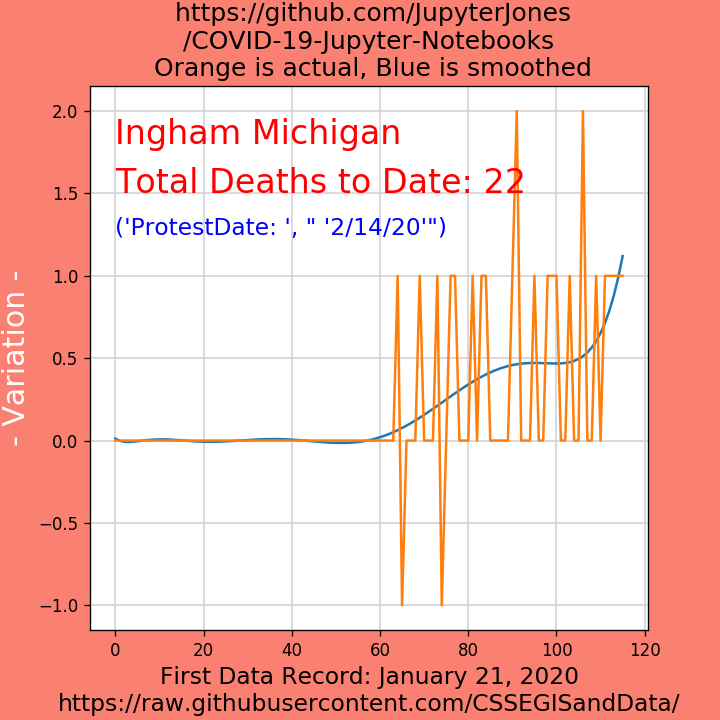 https://github.com/JupyterJones
/COVID-19-Jupyter-Notebooks
Orange is actual, Blue is smoothed
Ingham Michigan
Total Deaths to Date: 22
('ProtestDate: ', " '2/14/20'")
- Variation -
2.0
1.5
1.0
0.5
0.0
−0.5
−1.0
0 20 40 60 80 100 120
First Data Record: January 21, 2020
https://raw.githubusercontent.com/CSSEGISandData/